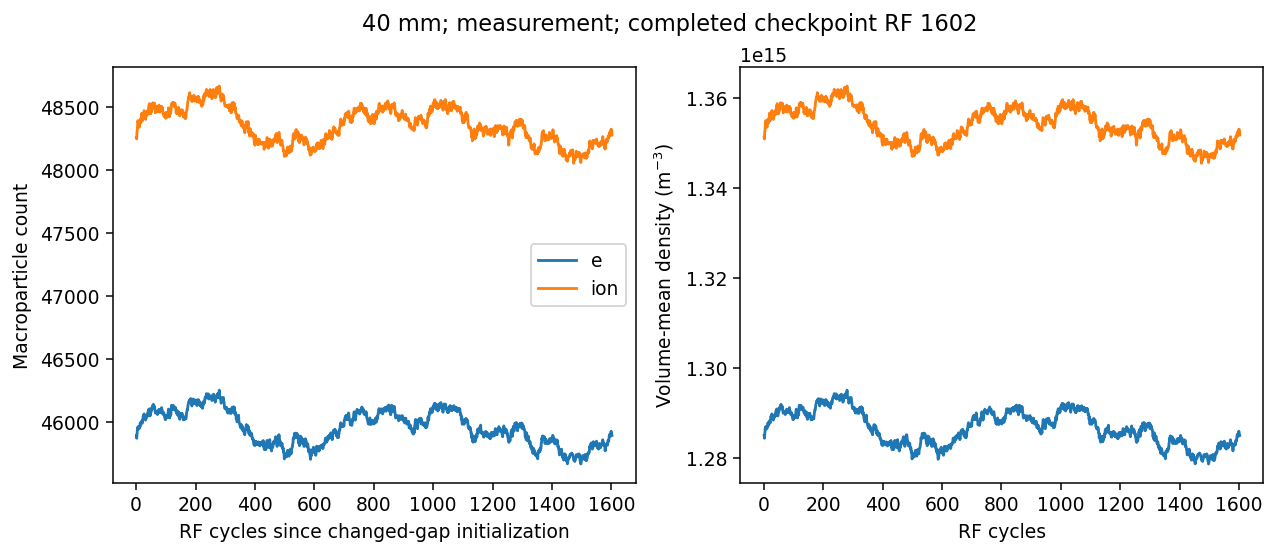 40 mm; measurement; completed checkpoint RF 1602
Macroparticle count
48500
48000
47500
47000
46500
46000
0 200 400 600 800 1000 1200 1400 1600
RF cycles since changed-gap initialization
e
ion
1e15
Volume-mean density (m⁻³)
1.36
1.34
1.32
1.30
1.28
0 200 400 600 800 1000 1200 1400 1600
RF cycles